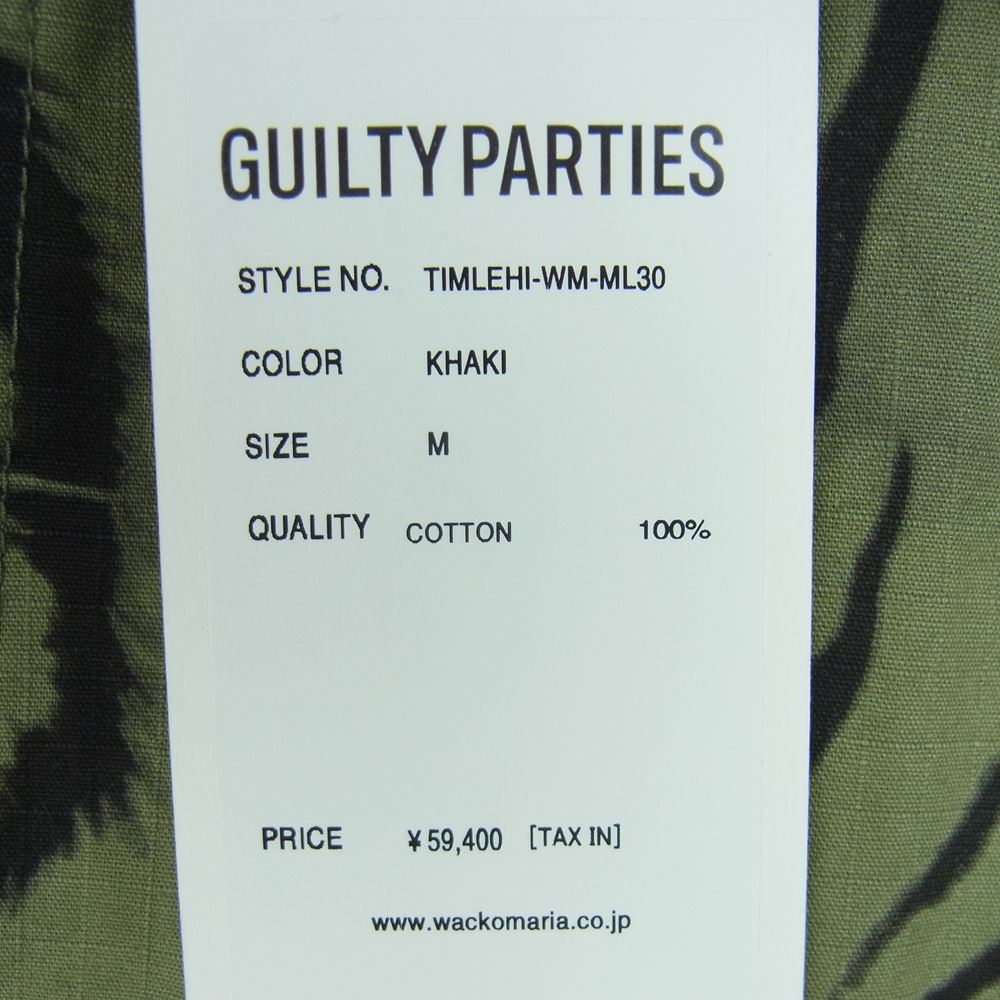 GUILTY PARTIES
STYLE NO. TIMLEHI-WM-ML30
COLOR KHAKI
SIZE M
QUALITY COTTON 100%
PRICE ¥59,400 [TAX IN]
www.wackomaria.co.jp